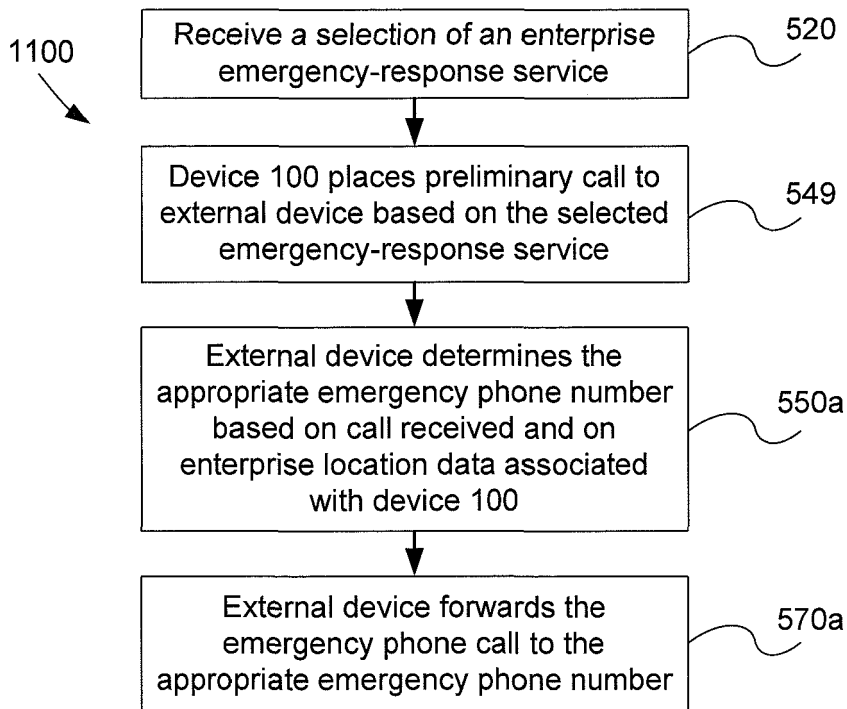 1100
Receive a selection of an enterprise
emergency-response service
520
Device 100 places preliminary call to
external device based on the selected
emergency-response service
549
External device determines the
appropriate emergency phone number
based on call received and on
enterprise location data associated
with device 100
550a
External device forwards the
emergency phone call to the
appropriate emergency phone number
570a